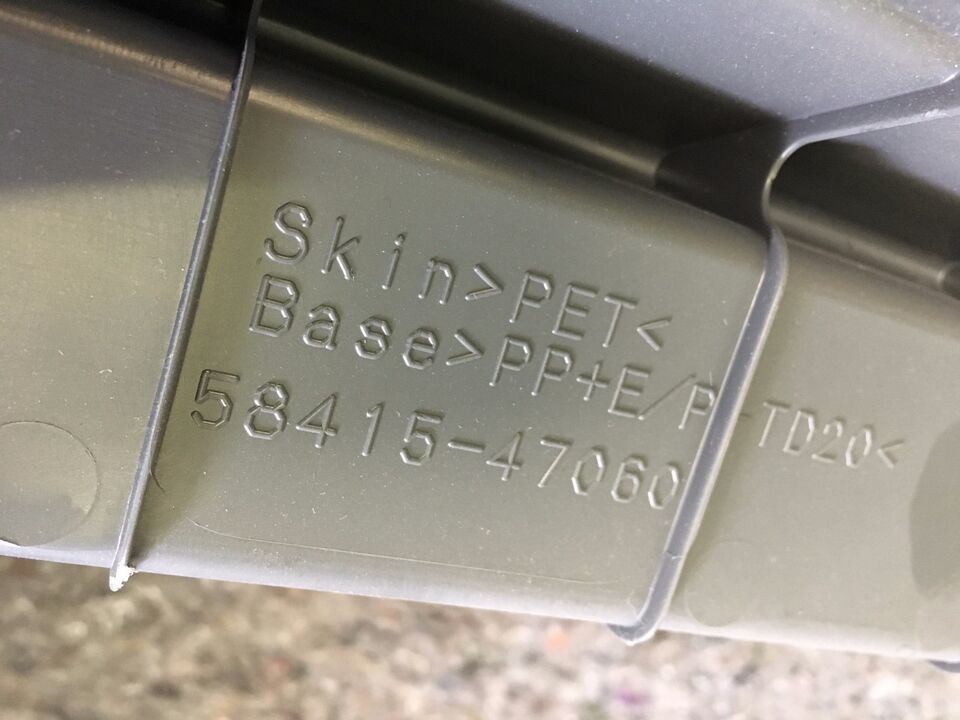 Skin>PET<
Base>PP+E/P-TD20<
58415-47060